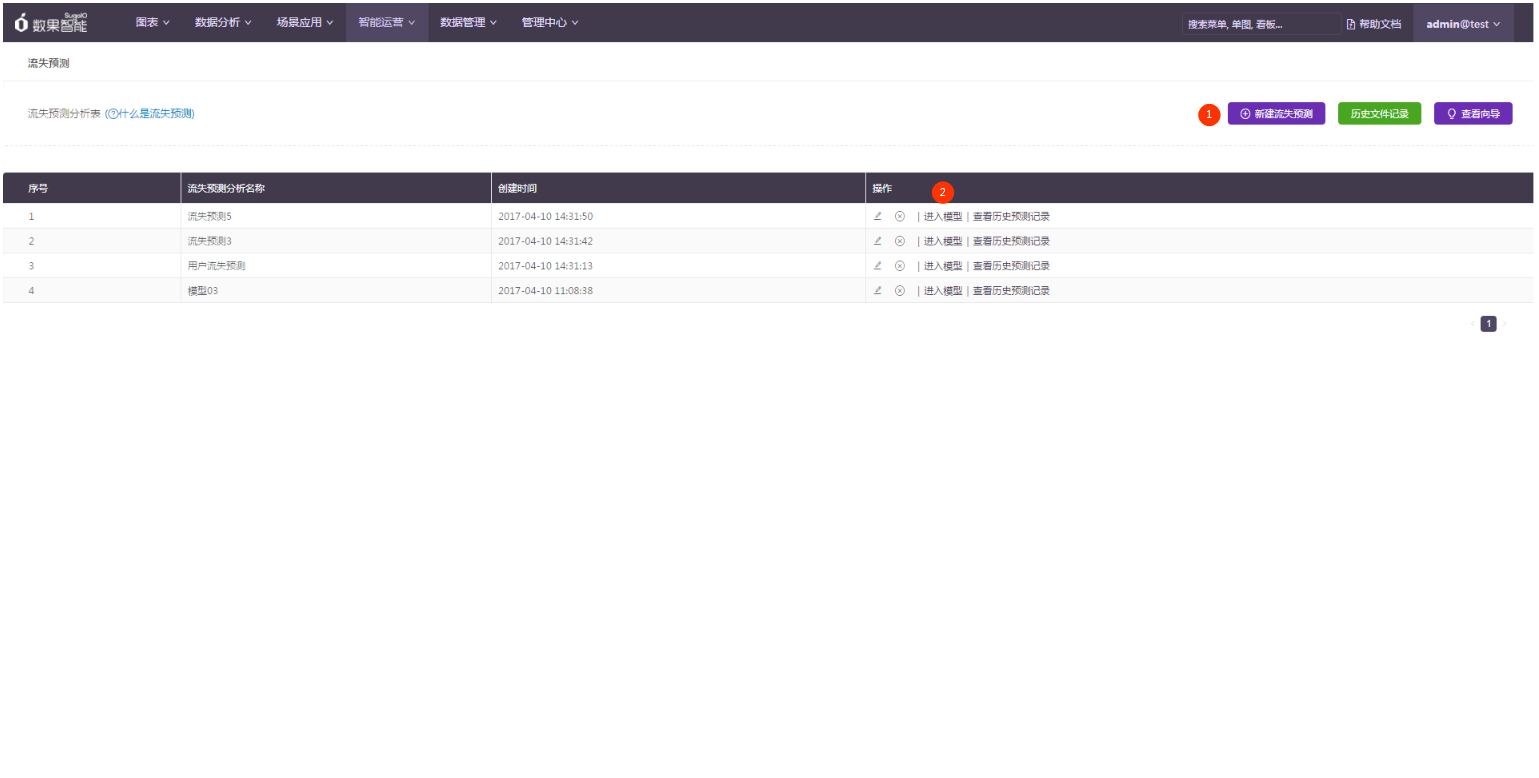 SugoIO
数果智能 图表 数据分析 场景应用 智能运营 数据管理 管理中心 搜索菜单, 单图, 看板... 帮助文档 admin@test
流失预测
流失预测分析表 (?什么是流失预测) 1 新建流失预测 历史文件记录 查看向导
序号 流失预测分析名称 创建时间 操作 2
1 流失预测5 2017-04-10 14:31:50 | 进入模型 | 查看历史预测记录
2 流失预测3 2017-04-10 14:31:42 | 进入模型 | 查看历史预测记录
3 用户流失预测 2017-04-10 14:31:13 | 进入模型 | 查看历史预测记录
4 模型03 2017-04-10 11:08:38 | 进入模型 | 查看历史预测记录
1